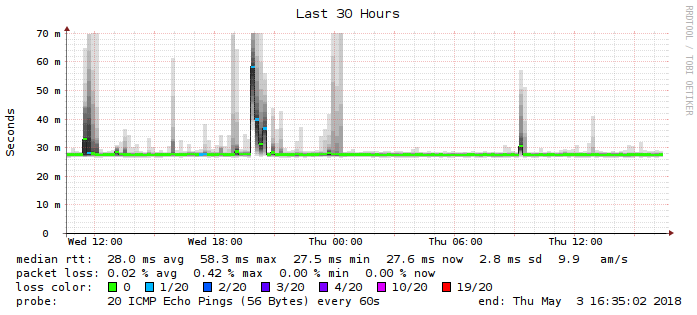 Last 30 Hours
RRDTOOL / TOBI OETIKER
Seconds
70 m
60 m
50 m
40 m
30 m
20 m
10 m
0
Wed 12:00 Wed 18:00 Thu 00:00 Thu 06:00 Thu 12:00
median rtt: 28.0 ms avg 58.3 ms max 27.5 ms min 27.6 ms now 2.8 ms sd 9.9 am/s
packet loss: 0.02 % avg 0.42 % max 0.00 % min 0.00 % now
loss color: 0 1/20 2/20 3/20 4/20 10/20 19/20
probe: 20 ICMP Echo Pings (56 Bytes) every 60s end: Thu May 3 16:35:02 2018